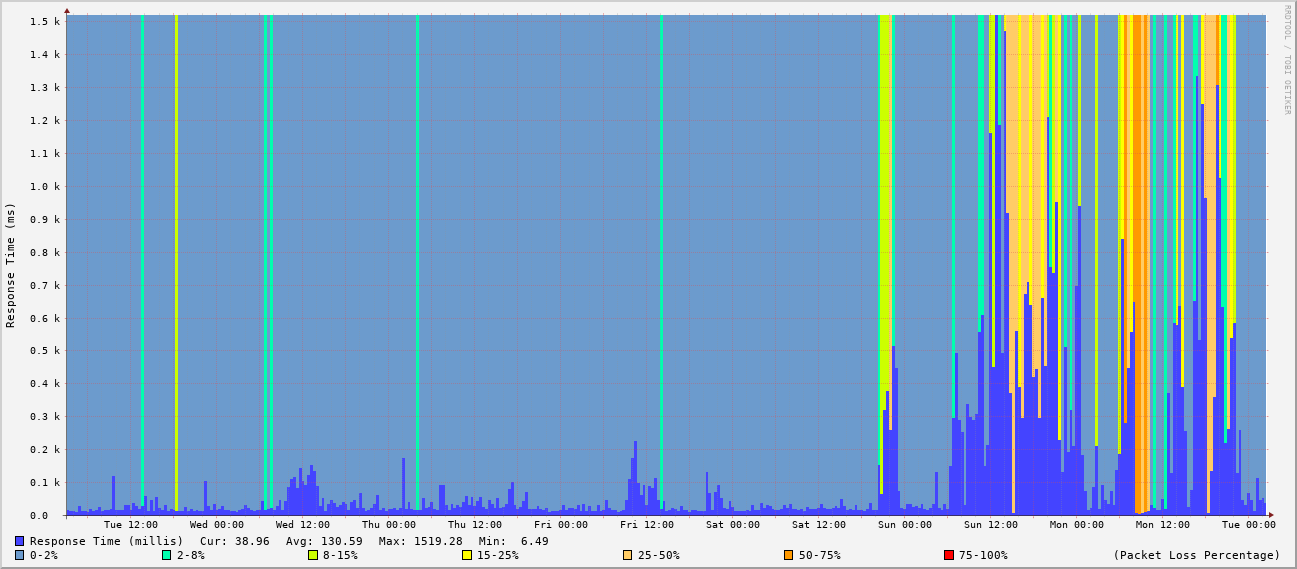 RRDTOOL / TOBI OETIKER
Response Time (ms)
1.5 k
1.4 k
1.3 k
1.2 k
1.1 k
1.0 k
0.9 k
0.8 k
0.7 k
0.6 k
0.5 k
0.4 k
0.3 k
0.2 k
0.1 k
0.0
Tue 12:00 Wed 00:00 Wed 12:00 Thu 00:00 Thu 12:00 Fri 00:00 Fri 12:00 Sat 00:00 Sat 12:00 Sun 00:00 Sun 12:00 Mon 00:00 Mon 12:00 Tue 00:00
Response Time (millis) Cur: 38.96 Avg: 130.59 Max: 1519.28 Min: 6.49
0-2% 2-8% 8-15% 15-25% 25-50% 50-75% 75-100% (Packet Loss Percentage)